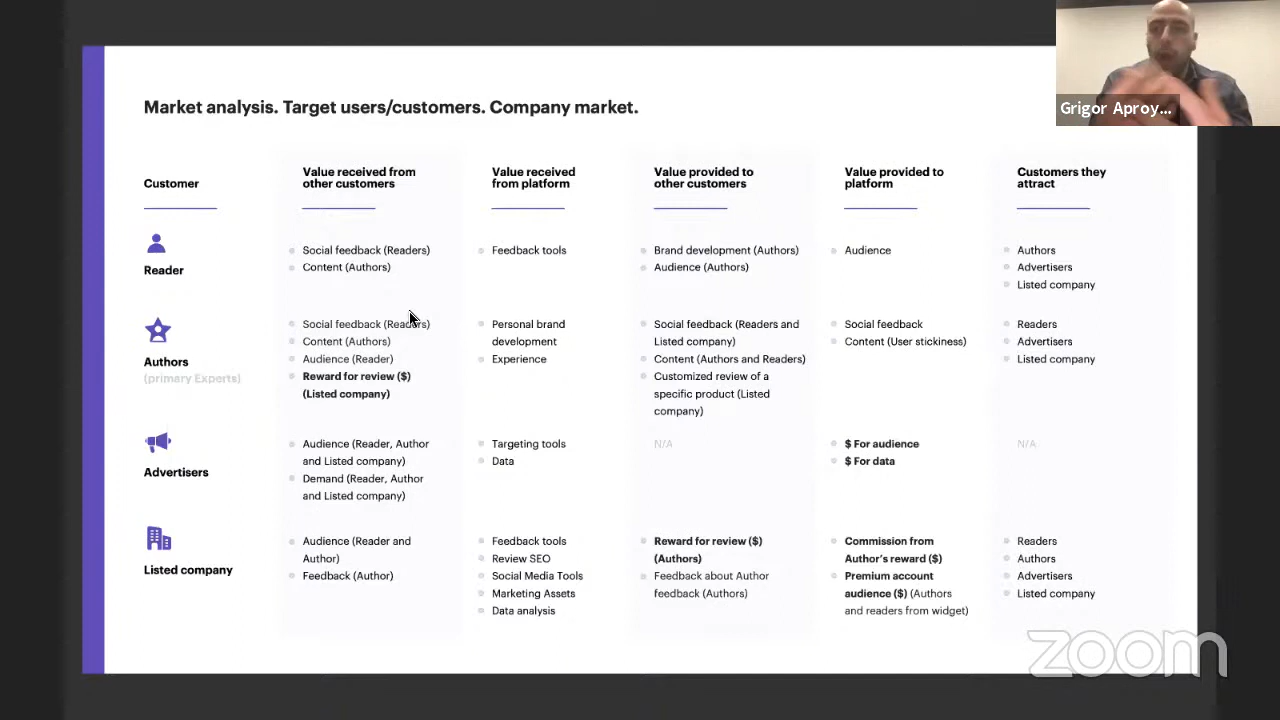 Market analysis. Target users/customers. Company market.
Grigor Aproy...
Customer
Value received from
other customers
Value received
from platform
Value provided to
other customers
Value provided to
platform
Customers they
attract
Reader
Social feedback (Readers)
Content (Authors)
Feedback tools
Brand development (Authors)
Audience (Authors)
Audience
Authors
Advertisers
Listed company
Authors
(primary Experts)
Social feedback (Readers)
Content (Authors)
Audience (Reader)
Reward for review ($)
(Listed company)
Personal brand
development
Experience
Social feedback (Readers and
Listed company)
Content (Authors and Readers)
Customized review of a
specific product (Listed
company)
Social feedback
Content (User stickiness)
Readers
Advertisers
Listed company
Advertisers
Audience (Reader, Author
and Listed company)
Demand (Reader, Author
and Listed company)
Targeting tools
Data
N/A
$ For audience
$ For data
N/A
Listed company
Audience (Reader and
Author)
Feedback (Author)
Feedback tools
Review SEO
Social Media Tools
Marketing Assets
Data analysis
Reward for review ($)
(Authors)
Feedback about Author
feedback (Authors)
Commission from
Author's reward ($)
Premium account
audience ($) (Authors
and readers from widget)
Readers
Authors
Advertisers
Listed company
zoom